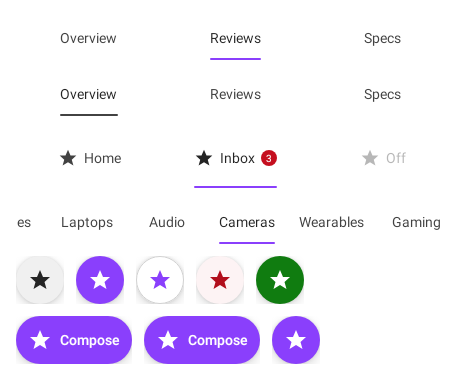 Overview Reviews Specs
Overview Reviews Specs
Home Inbox 3 Off
es Laptops Audio Cameras Wearables Gaming
Compose Compose